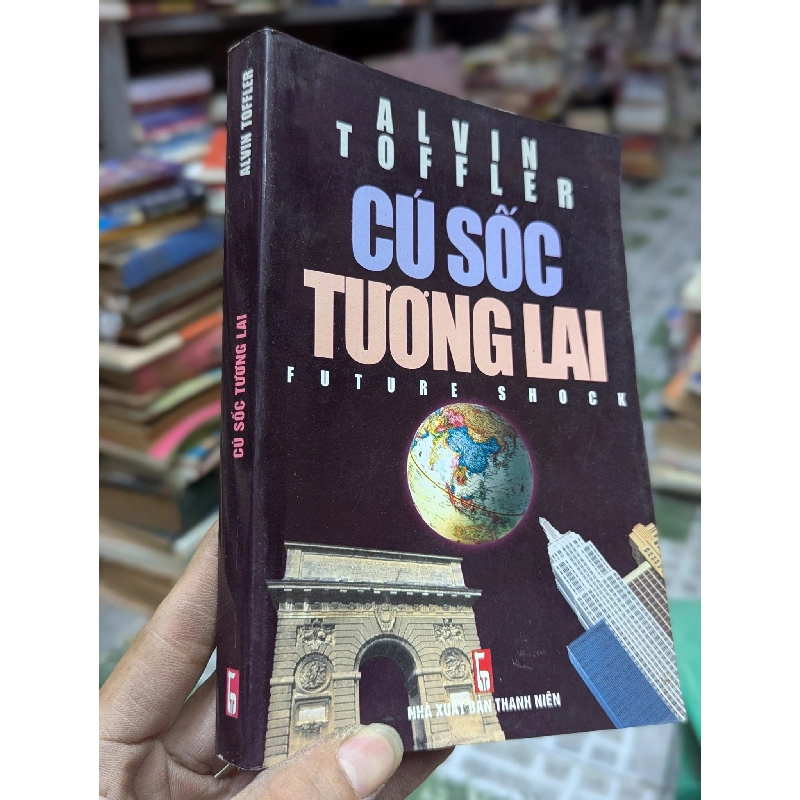 ALVIN TOFFLER
CÚ SỐC TƯƠNG LAI
ALVIN
TOFFLER
CÚ SỐC
TƯƠNG LAI
FUTURE SHOCK
NHÀ XUẤT BẢN THANH NIÊN